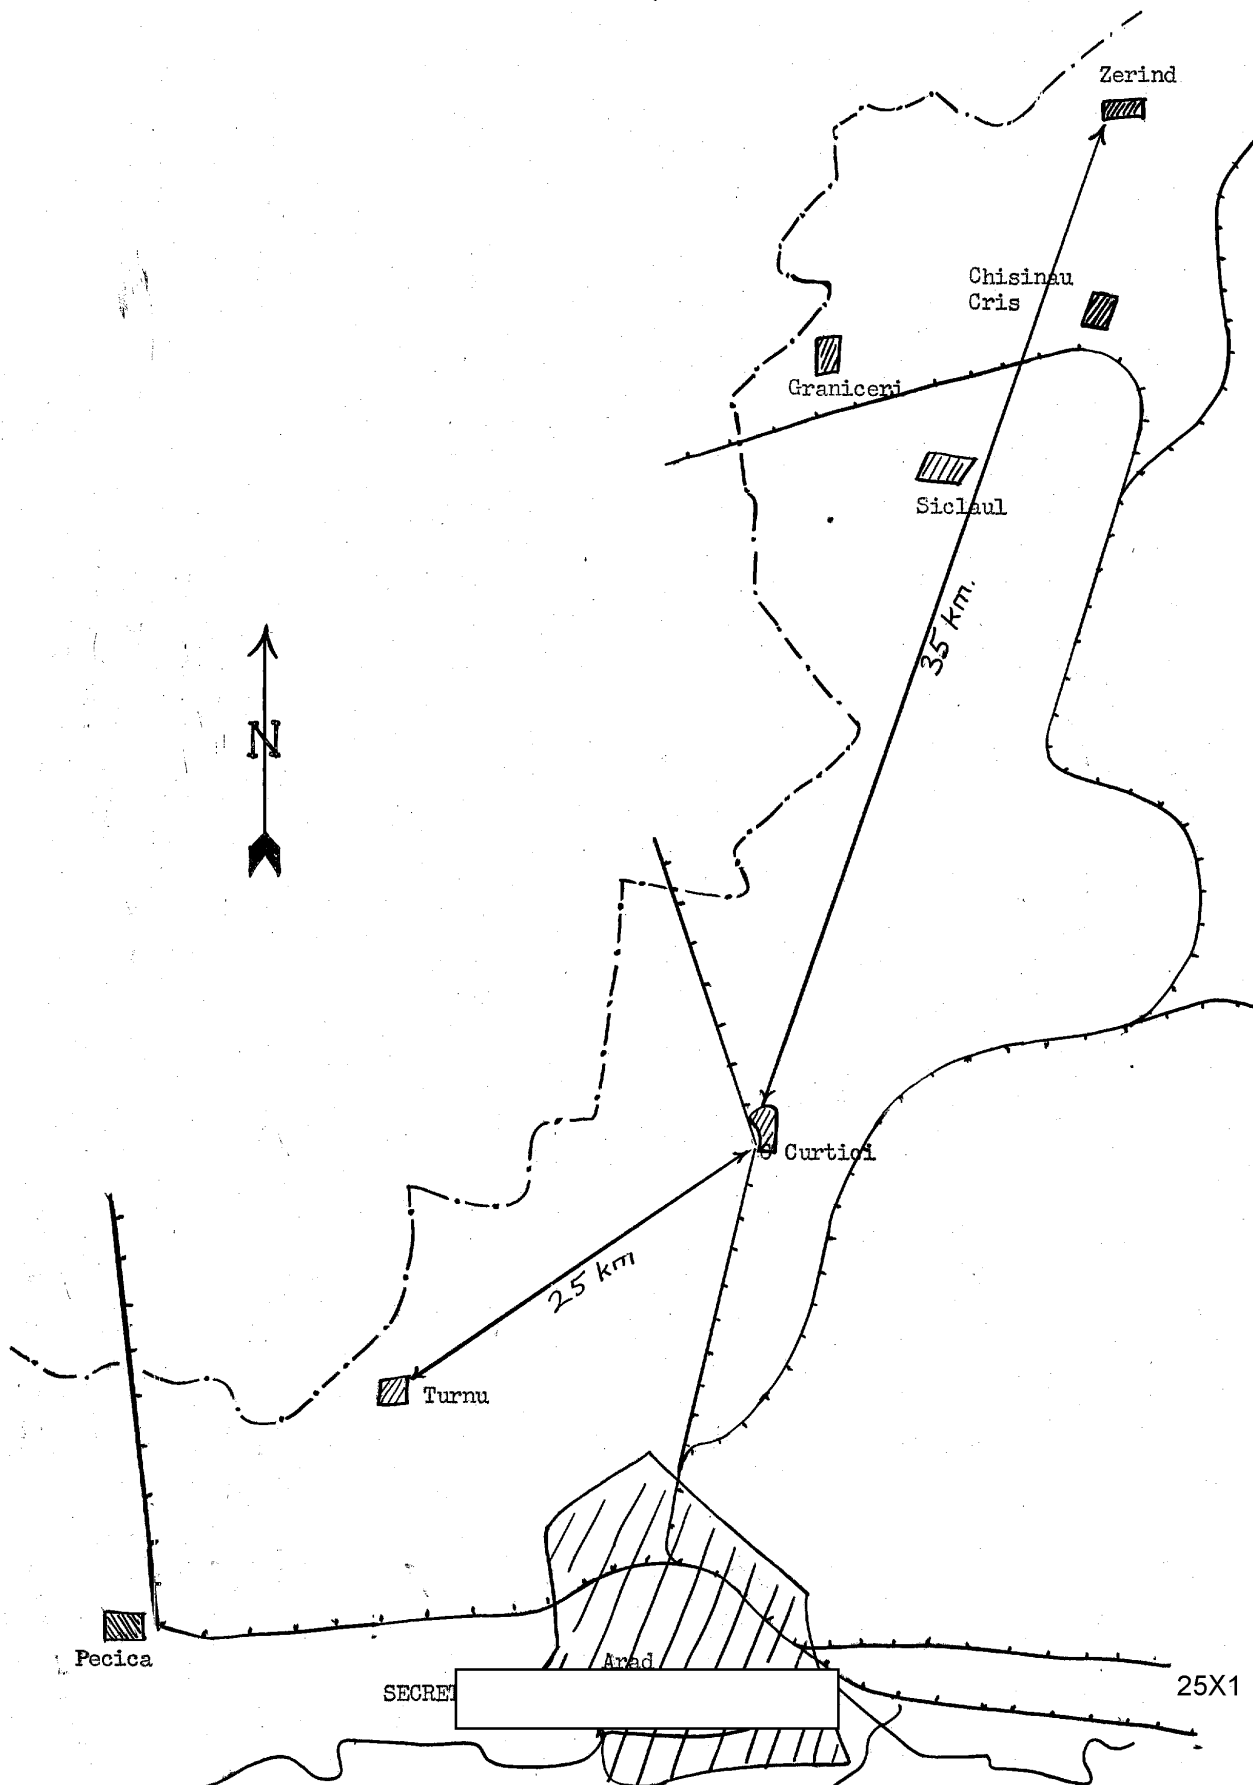 Zerind
Chisinau
Cris
Graniceri
Siclaul
35 km.
N
Curtici
25 km
Turnu
Pecica
Arad
SECRET
25X1